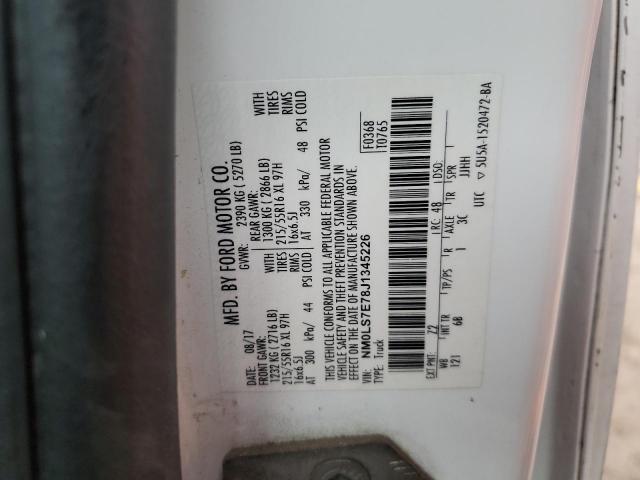 MFD. BY FORD MOTOR CO.
DATE: 08/17
GVWR: 2390 KG (5270 LB)
FRONT GAWR:
1232 KG (2716 LB)
215/55R16 XL 97H
16x6.5J
AT 300 kPa/ 44
REAR GAWR:
1300 KG (2866 LB)
215/55R16 XL 97H
16x6.5J
AT 330 kPa/ 48 PSI COLD
WITH
TIRES
RIMS
PSI COLD
WITH
TIRES
RIMS
THIS VEHICLE CONFORMS TO ALL APPLICABLE FEDERAL MOTOR
VEHICLE SAFETY AND THEFT PREVENTION STANDARDS IN
EFFECT ON THE DATE OF MANUFACTURE SHOWN ABOVE.
VIN: NM0LS7E78J1345226
TYPE: Truck
F0368
T0765
EXT PNT: Z2 RC: 48 DSO:
WB INT TR TP/PS R AXLE TR SPR
121 6B I 3C JJHH I
UTC ▽ 5U5A-1520472-BA